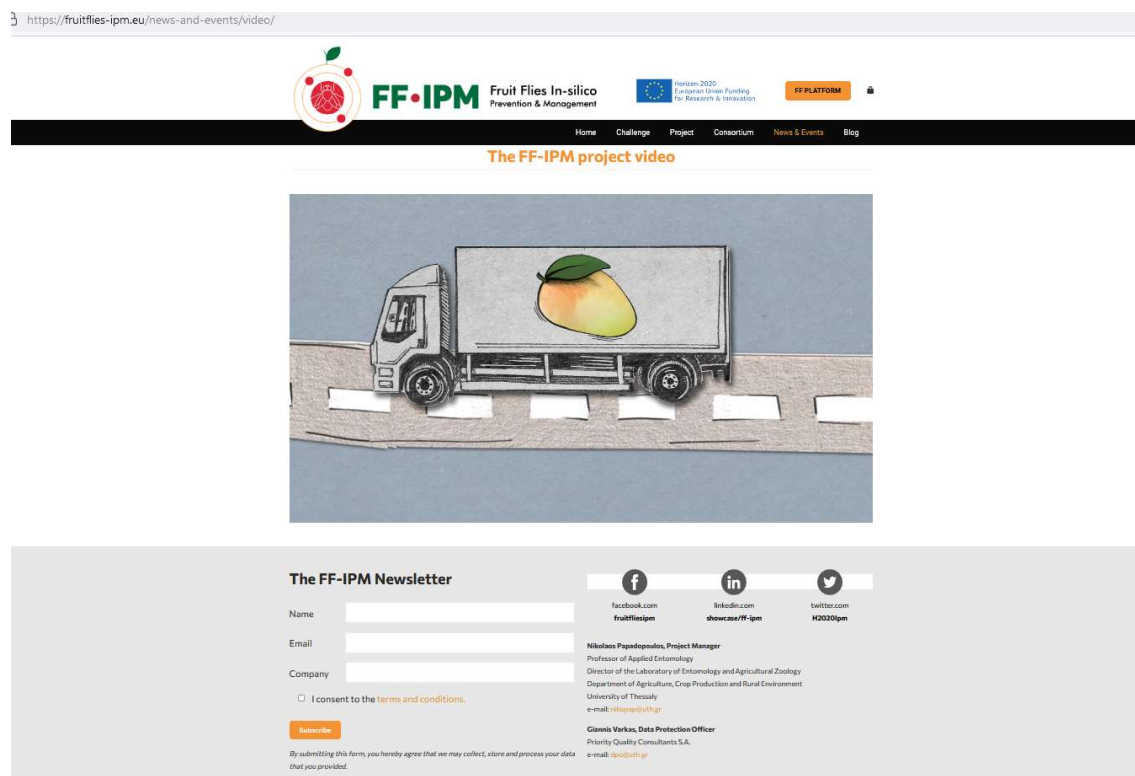 https://fruitflies-ipm.eu/news-and-events/video/
FF•IPM
Fruit Flies In-silico
Prevention & Management
Horizon 2020
European Union Funding
for Research & Innovation
FF PLATFORM
Home Challenge Project Consortium News & Events Blog
The FF-IPM project video
The FF-IPM Newsletter
Name
Email
Company
I consent to the terms and conditions.
Subscribe
By submitting this form, you hereby agree that we may collect, store and process your data
that you provided.
facebook.com
fruitfliesipm
linkedin.com
showcase/ff-ipm
twitter.com
H2020Ipm
Nikolaos Papadopoulos, Project Manager
Professor of Applied Entomology
Director of the Laboratory of Entomology and Agricultural Zoology
Department of Agriculture, Crop Production and Rural Environment
University of Thessaly
e-mail: nikopap@uth.gr
Giannis Varkas, Data Protection Officer
Priority Quality Consultants S.A.
e-mail: dpo@uth.gr